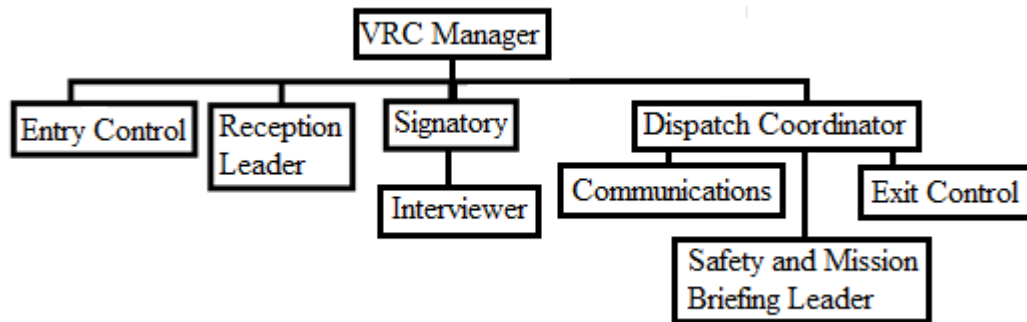 VRC Manager
Entry Control
Reception
Leader
Signatory
Dispatch Coordinator
Interviewer
Communications
Exit Control
Safety and Mission
Briefing Leader